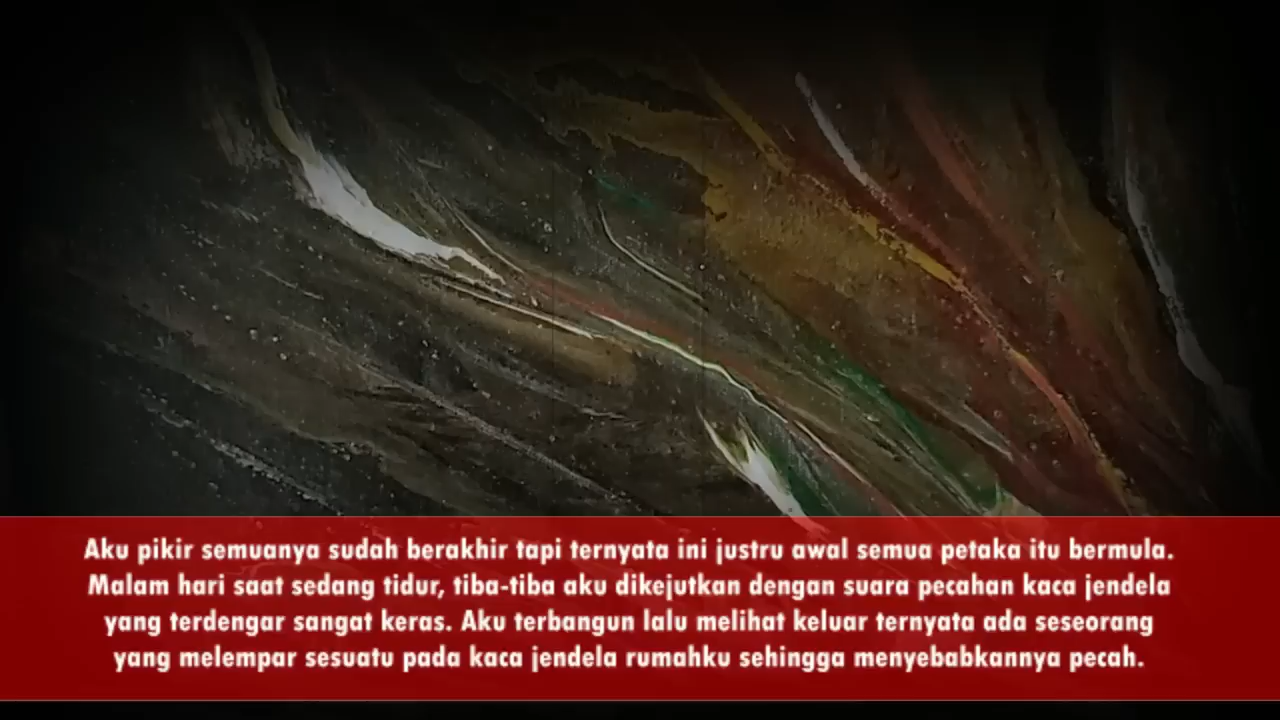 Aku pikir semuanya sudah berakhir tapi ternyata ini justru awal semua petaka itu bermula.
Malam hari saat sedang tidur, tiba-tiba aku dikejutkan dengan suara pecahan kaca jendela
yang terdengar sangat keras. Aku terbangun lalu melihat keluar ternyata ada seseorang
yang melempar sesuatu pada kaca jendela rumahku sehingga menyebabkannya pecah.